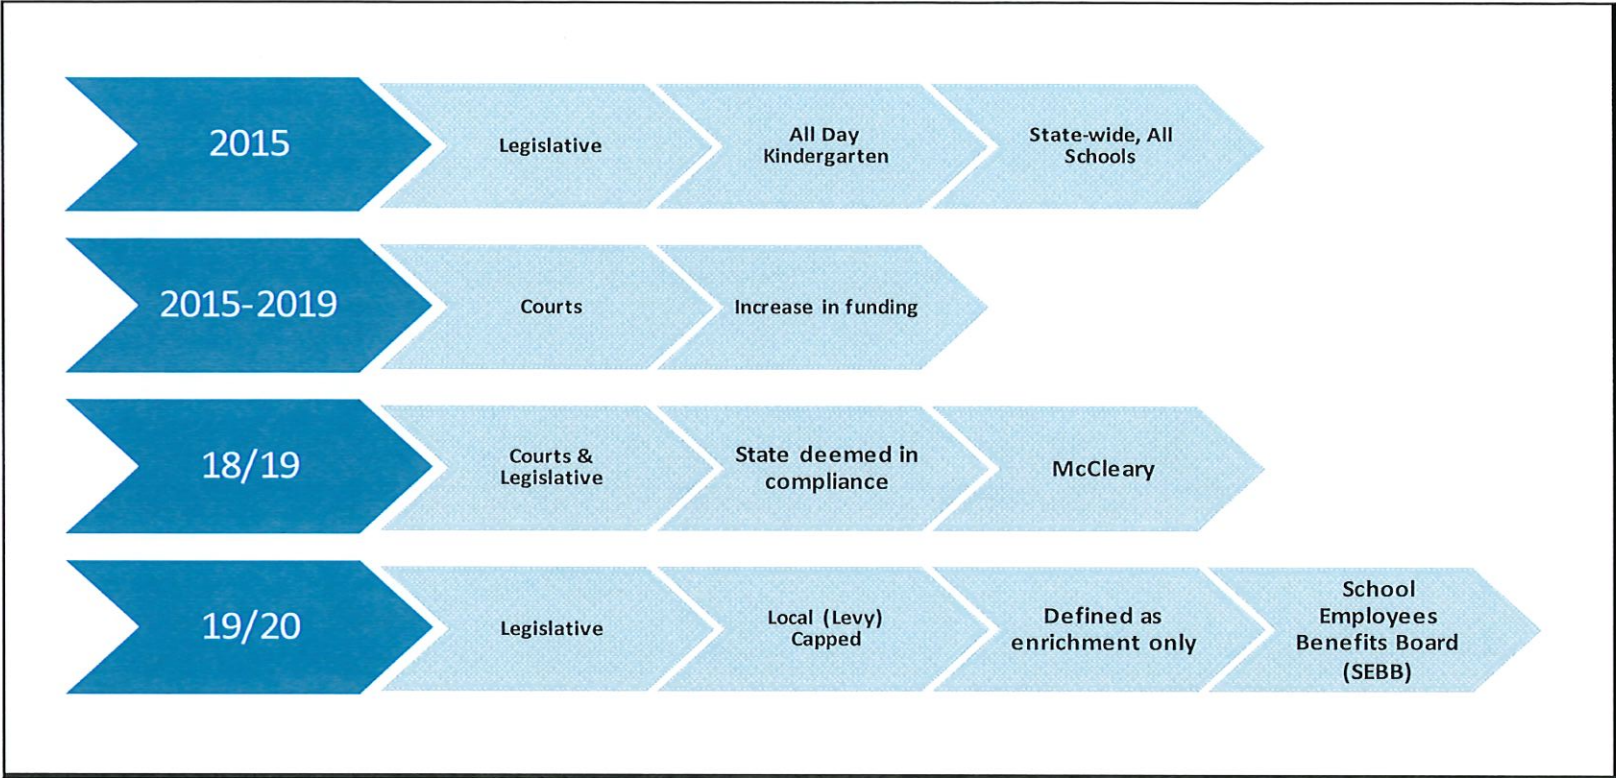 2015
Legislative
All Day
Kindergarten
State-wide, All
Schools
2015-2019
Courts
Increase in funding
18/19
Courts &
Legislative
State deemed in
compliance
McCleary
19/20
Legislative
Local (Levy)
Capped
Defined as
enrichment only
School
Employees
Benefits Board
(SEBB)